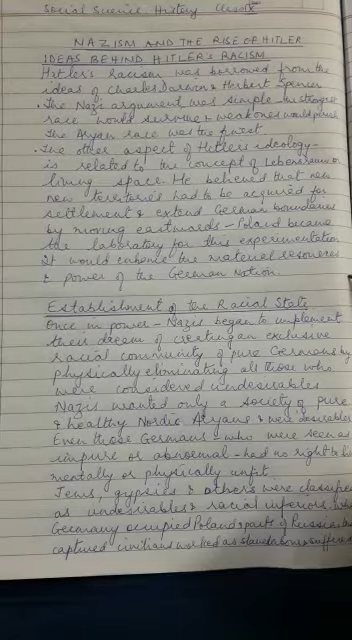 Social Science History Class IX
NAZISM AND THE RISE OF HITLER
IDEAS BEHIND HITLER'S RACISM
Hitler's racism was borrowed from the
ideas of Charles Darwin & Herbert Spencer
• The Nazi argument was simple - the strongest
race would survive & weak ones would perish
The Aryan race was the finest.
• The other aspect of Hitler's ideology -
is related to the concept of Lebensraum or
living space. He believed that new
new territories had to be acquired for
settlement & extend German boundaries
by moving eastwards - Poland became
the laboratory for this experimentation
It would enhance the material resources
& power of the German Nation.
Establishment of the Racial State
Once in power - Nazis began to implement
their dream of creating an exclusive
racial community of pure Germans by
physically eliminating all those who
were considered undesirables
Nazis wanted only a society of pure
& healthy Nordic Aryans & were desirables
Even those Germans - who were seen as
impure or abnormal - had no right to
mentally or physically unfit.
Jews, gypsies & others were classified
as undesirables & racial inferiors.
Germany occupied Poland & parts of Russia
captured civilians worked as slave labour &